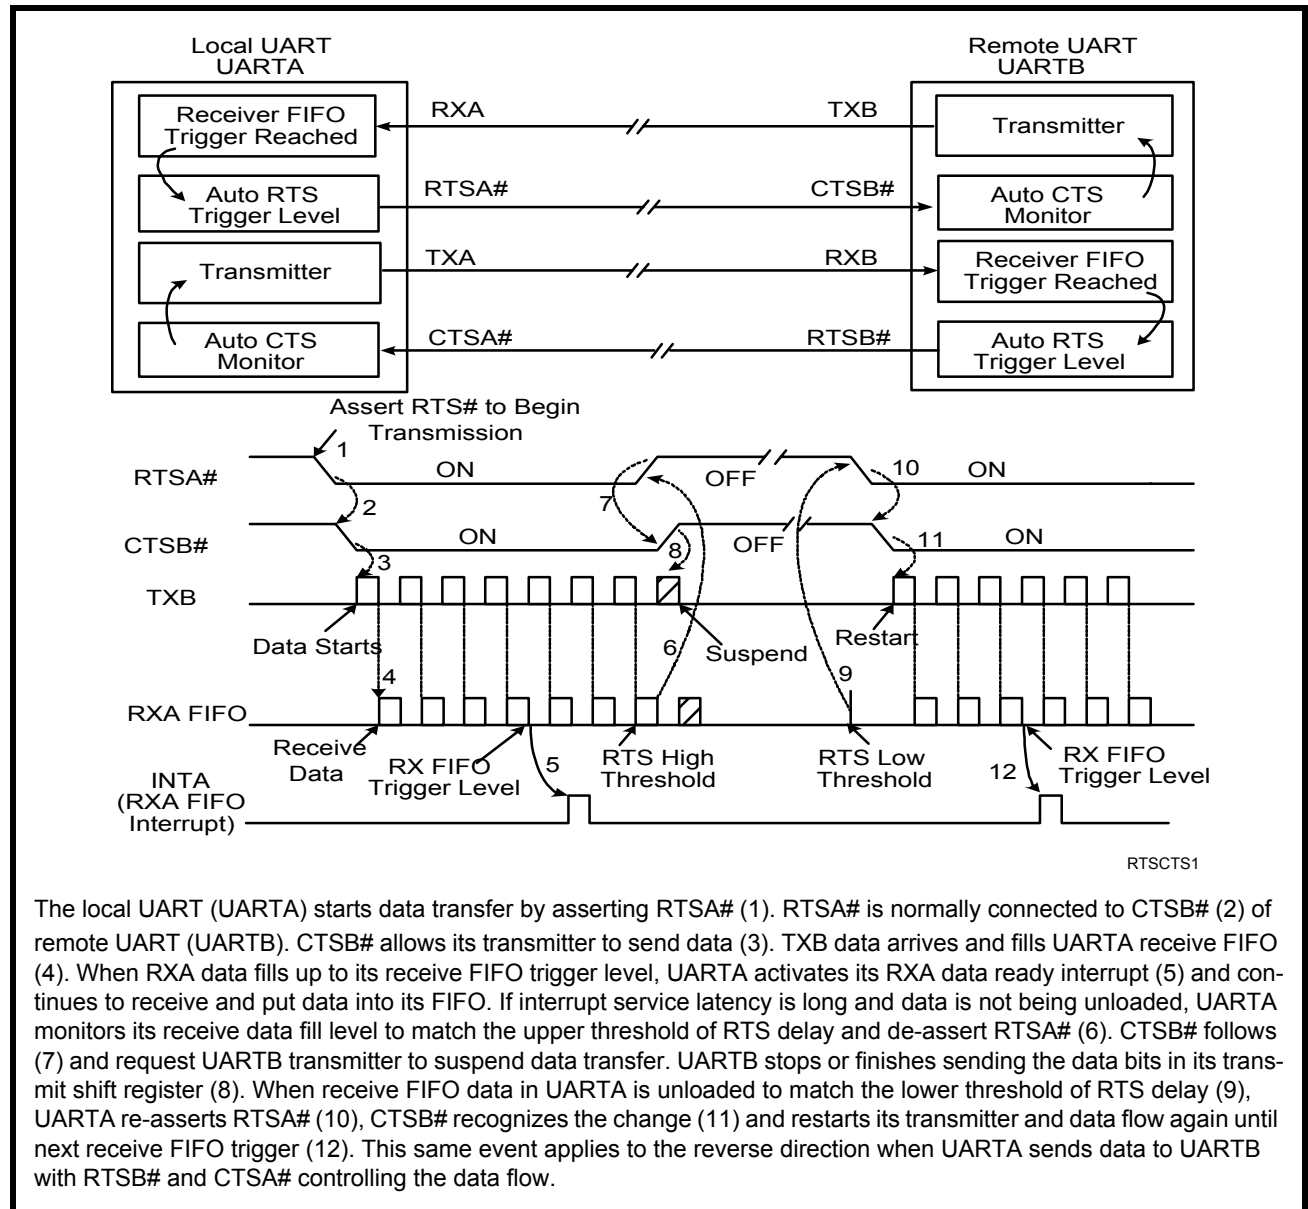 Local UART
UARTA
Remote UART
UARTB
Receiver FIFO
Trigger Reached
RXA
TXB
Transmitter
Auto RTS
Trigger Level
RTSA#
CTSB#
Auto CTS
Monitor
Transmitter
TXA
RXB
Receiver FIFO
Trigger Reached
Auto CTS
Monitor
CTSA#
RTSB#
Auto RTS
Trigger Level
Assert RTS# to Begin
Transmission
1
RTSA#
ON
OFF
10
ON
2
7
CTSB#
ON
8
OFF
11
ON
3
TXB
Data Starts
6
Suspend
Restart
4
9
RXA FIFO
Receive
Data
RX FIFO
Trigger Level
5
RTS High
Threshold
RTS Low
Threshold
12
RX FIFO
Trigger Level
INTA
(RXA FIFO
Interrupt)
RTSCTS1
The local UART (UARTA) starts data transfer by asserting RTSA# (1). RTSA# is normally connected to CTSB# (2) of
remote UART (UARTB). CTSB# allows its transmitter to send data (3). TXB data arrives and fills UARTA receive FIFO
(4). When RXA data fills up to its receive FIFO trigger level, UARTA activates its RXA data ready interrupt (5) and con-
tinues to receive and put data into its FIFO. If interrupt service latency is long and data is not being unloaded, UARTA
monitors its receive data fill level to match the upper threshold of RTS delay and de-assert RTSA# (6). CTSB# follows
(7) and request UARTB transmitter to suspend data transfer. UARTB stops or finishes sending the data bits in its trans-
mit shift register (8). When receive FIFO data in UARTA is unloaded to match the lower threshold of RTS delay (9),
UARTA re-asserts RTSA# (10), CTSB# recognizes the change (11) and restarts its transmitter and data flow again until
next receive FIFO trigger (12). This same event applies to the reverse direction when UARTA sends data to UARTB
with RTSB# and CTSA# controlling the data flow.